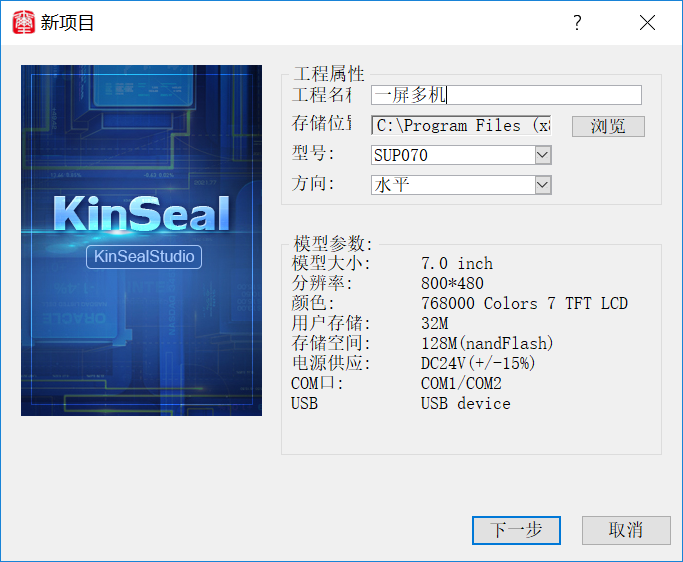 新项目
?
KinSeal
KinSealStudio
工程属性
工程名称 一屏多机
存储位置 C:\Program Files (x8 浏览
型号: SUP070
方向: 水平
模型参数:
模型大小: 7.0 inch
分辨率: 800*480
颜色: 768000 Colors 7 TFT LCD
用户存储: 32M
存储空间: 128M(nandFlash)
电源供应: DC24V(+/-15%)
COM口: COM1/COM2
USB USB device
下一步 取消